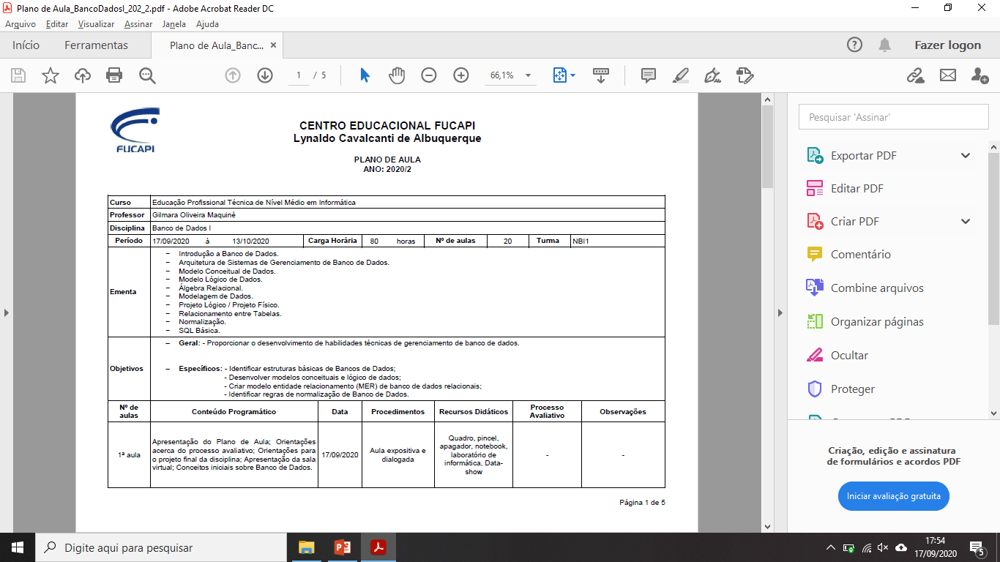 Plano de Aula_BancoDadosI_202_2.pdf - Adobe Acrobat Reader DC
Arquivo Editar Visualizar Assinar Janela Ajuda
Início Ferramentas Plano de Aula_Banc... × Fazer logon
1 / 5 66,1%
FUCAPI
CENTRO EDUCACIONAL FUCAPI
Lynaldo Cavalcanti de Albuquerque
PLANO DE AULA
ANO: 2020/2
Curso Educação Profissional Técnica de Nível Médio em Informática
Professor Gilmara Oliveira Maquiné
Disciplina Banco de Dados I
Período 17/09/2020 à 13/10/2020 Carga Horária 80 horas Nº de aulas 20 Turma NBI1
Ementa
− Introdução a Banco de Dados.
− Arquitetura de Sistemas de Gerenciamento de Banco de Dados.
− Modelo Conceitual de Dados.
− Modelo Lógico de Dados.
− Álgebra Relacional.
− Modelagem de Dados.
− Projeto Lógico / Projeto Físico.
− Relacionamento entre Tabelas.
− Normalização.
− SQL Básica.
Objetivos
− Geral: - Proporcionar o desenvolvimento de habilidades técnicas de gerenciamento de banco de dados.
− Específicos: - Identificar estruturas básicas de Bancos de Dados;
- Desenvolver modelos conceituais e lógico de dados;
- Criar modelo entidade relacionamento (MER) de banco de dados relacionais;
- Identificar regras de normalização de Banco de Dados.
Nº de aulas Conteúdo Programático Data Procedimentos Recursos Didáticos Processo Avaliativo Observações
1ª aula
Apresentação do Plano de Aula; Orientações
acerca do processo avaliativo; Orientações para
o projeto final da disciplina; Apresentação da sala
virtual; Conceitos iniciais sobre Banco de Dados.
17/09/2020
Aula expositiva e
dialogada
Quadro, pincel,
apagador, notebook,
laboratório de
informática, Data-
show
- -
Página 1 de 5
Pesquisar 'Assinar'
Exportar PDF
Editar PDF
Criar PDF
Comentário
Combine arquivos
Organizar páginas
Ocultar
Proteger
Criação, edição e assinatura
de formulários e acordos PDF
Iniciar avaliação gratuita
Digite aqui para pesquisar
17:54
17/09/2020
5